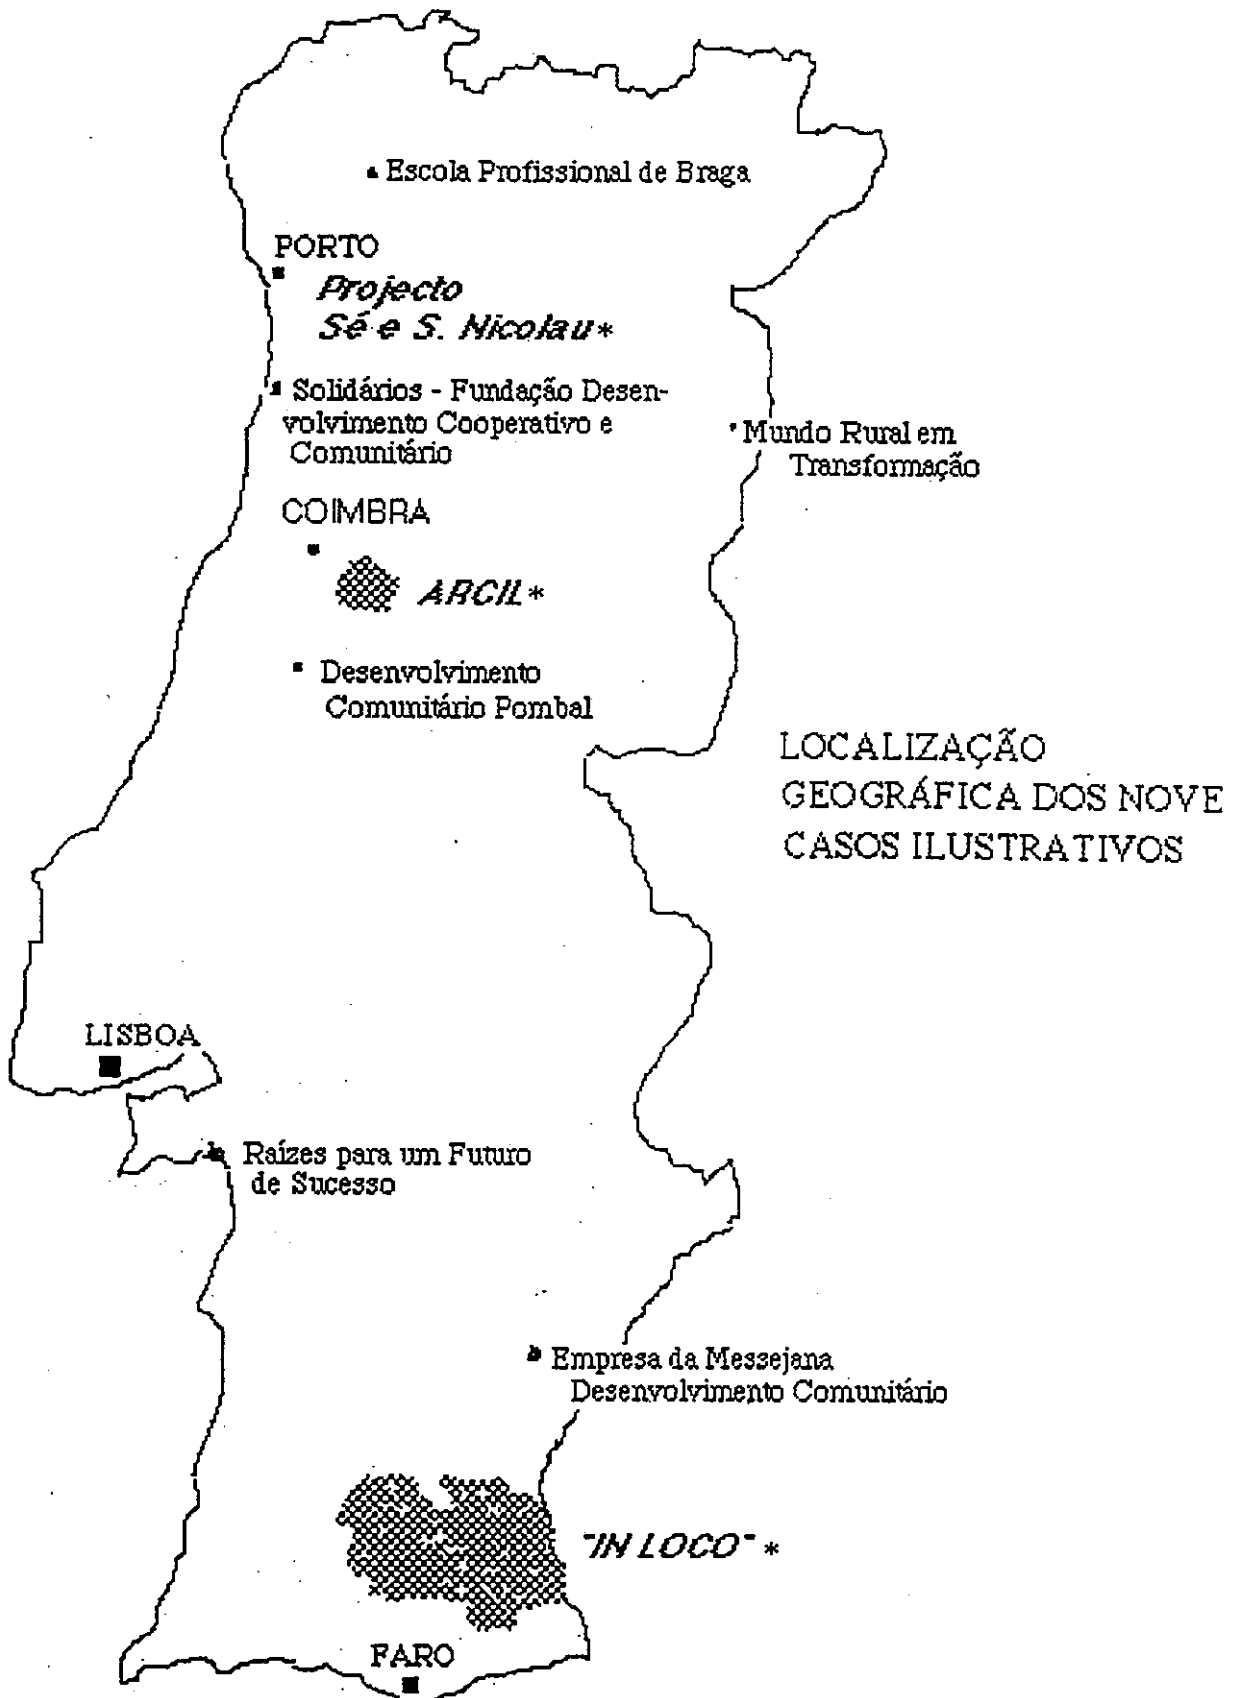 Escola Profissional de Braga
PORTO
Projecto
Sé e S. Nicolau *
Solidários - Fundação Desen-
volvimento Cooperativo e
Comunitário
Mundo Rural em
Transformação
COIMBRA
ARCIL *
Desenvolvimento
Comunitário Pombal
LOCALIZAÇÃO
GEOGRÁFICA DOS NOVE
CASOS ILUSTRATIVOS
LISBOA
Raízes para um Futuro
de Sucesso
Empresa da Messejana
Desenvolvimento Comunitário
"IN LOCO" *
FARO